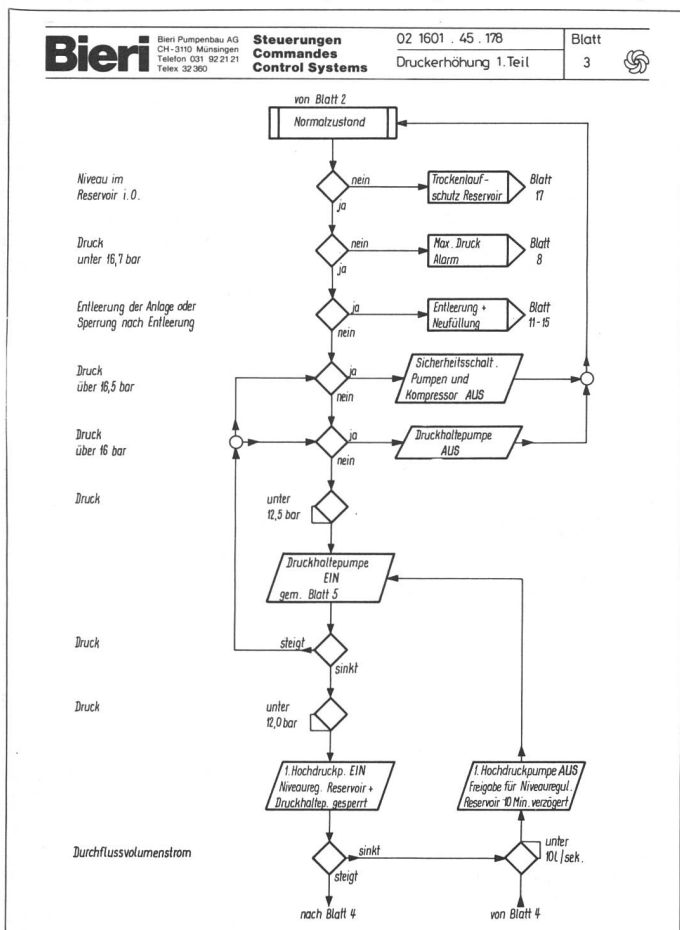 Bieri
Bieri Pumpenbau AG
CH-3110 Münsingen
Telefon 031 92 21 21
Telex 32 360
Steuerungen
Commandes
Control Systems
02 1601 . 45 . 178
Druckerhöhung 1.Teil
Blatt
3
von Blatt 2
Normalzustand
Niveau im
Reservoir i.O.
nein
ja
Trockenlauf-
schutz Reservoir
Blatt
17
Druck
unter 16,7 bar
nein
ja
Max. Druck
Alarm
Blatt
8
Entleerung der Anlage oder
Sperrung nach Entleerung
ja
nein
Entleerung +
Neufüllung
Blatt
11-15
Druck
über 16,5 bar
ja
nein
Sicherheitsschalt.
Pumpen und
Kompressor AUS
Druck
über 16 bar
ja
nein
Druckhaltepumpe
AUS
Druck
unter
12,5 bar
Druckhaltepumpe
EIN
gem. Blatt 5
Druck
steigt
sinkt
Druck
unter
12,0 bar
1.Hochdruckp. EIN
Niveaureg. Reservoir +
Druckhaltep. gesperrt
1. Hochdruckpumpe AUS
Freigabe für Niveauregul.
Reservoir 10 Min. verzögert
Durchflussvolumenstrom
sinkt
steigt
unter
10l/sek.
nach Blatt 4
von Blatt 4